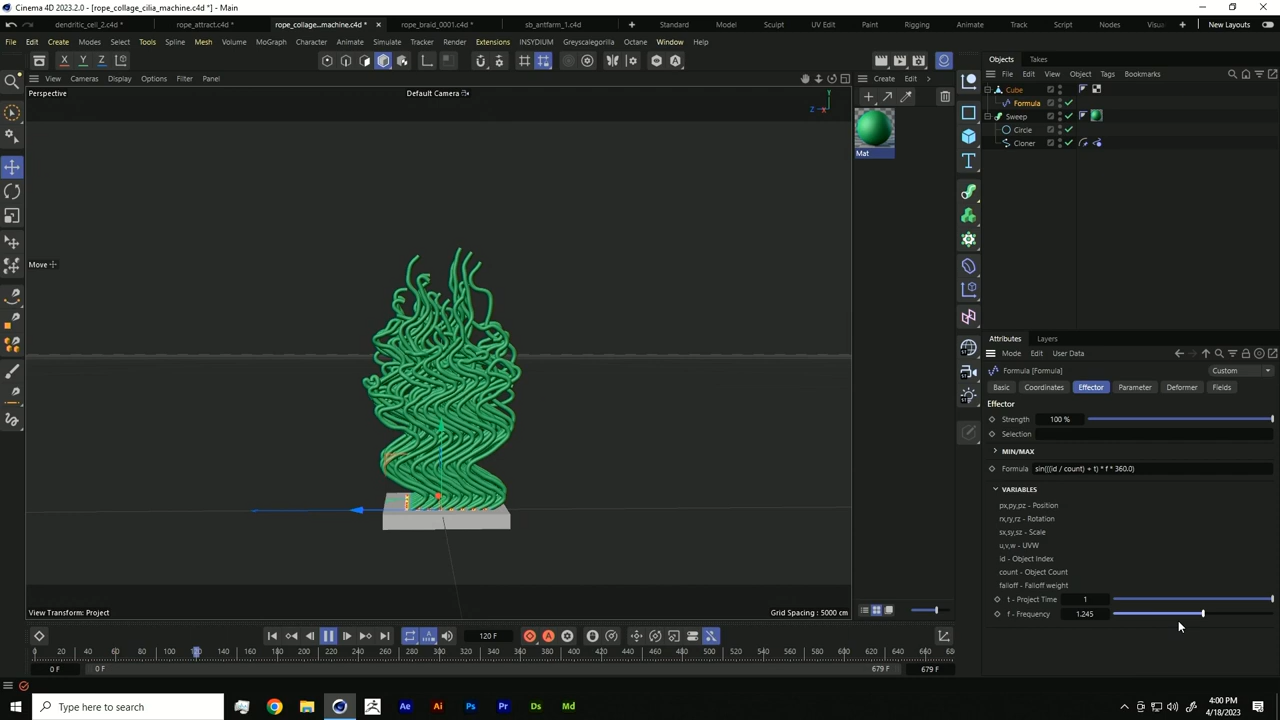 Cinema 4D 2023.2.0 - [rope_collage_cilia_machine.c4d *] - Main
dendritic_cell_2.c4d * rope_attract.c4d * rope_collage...machine.c4d * rope_braid_0001.c4d * sb_antfarm_1.c4d Standard Model Sculpt UV Edit Paint Rigging Animate Track Script Nodes New Layouts
File Edit Create Modes Select Tools Spline Mesh Volume MoGraph Character Animate Simulate Tracker Render Extensions INSYDIUM Greyscalegorilla Octane Window Help
X Y Z
Objects Takes
View Cameras Display Options Filter Panel
Create Edit
File Edit View Object Tags Bookmarks
Perspective
Default Camera
Y
Z X
Cube
Formula
Sweep
Circle
Cloner
Mat
Move
Attributes Layers
Mode Edit User Data
Formula [Formula]
Custom
Basic Coordinates Effector Parameter Deformer Fields
Effector
Strength 100 %
Selection
MIN/MAX
Formula sin(((id / count) + t) * f * 360.0)
VARIABLES
px,py,pz - Position
rx,ry,rz - Rotation
sx,sy,sz - Scale
u,v,w - UVW
id - Object Index
count - Object Count
falloff - Falloff weight
t - Project Time 1
f - Frequency 1.245
View Transform: Project
Grid Spacing : 5000 cm
120 F
0 20 40 60 80 100 120 140 160 180 200 220 240 260 280 300 320 340 360 380 400 420 440 460 480 500 520 540 560 580 600 620 640 660 68
0 F 0 F 679 F 679 F
Type here to search
Ae Ai Ps Pr Ds Md
4:00 PM
4/18/2023